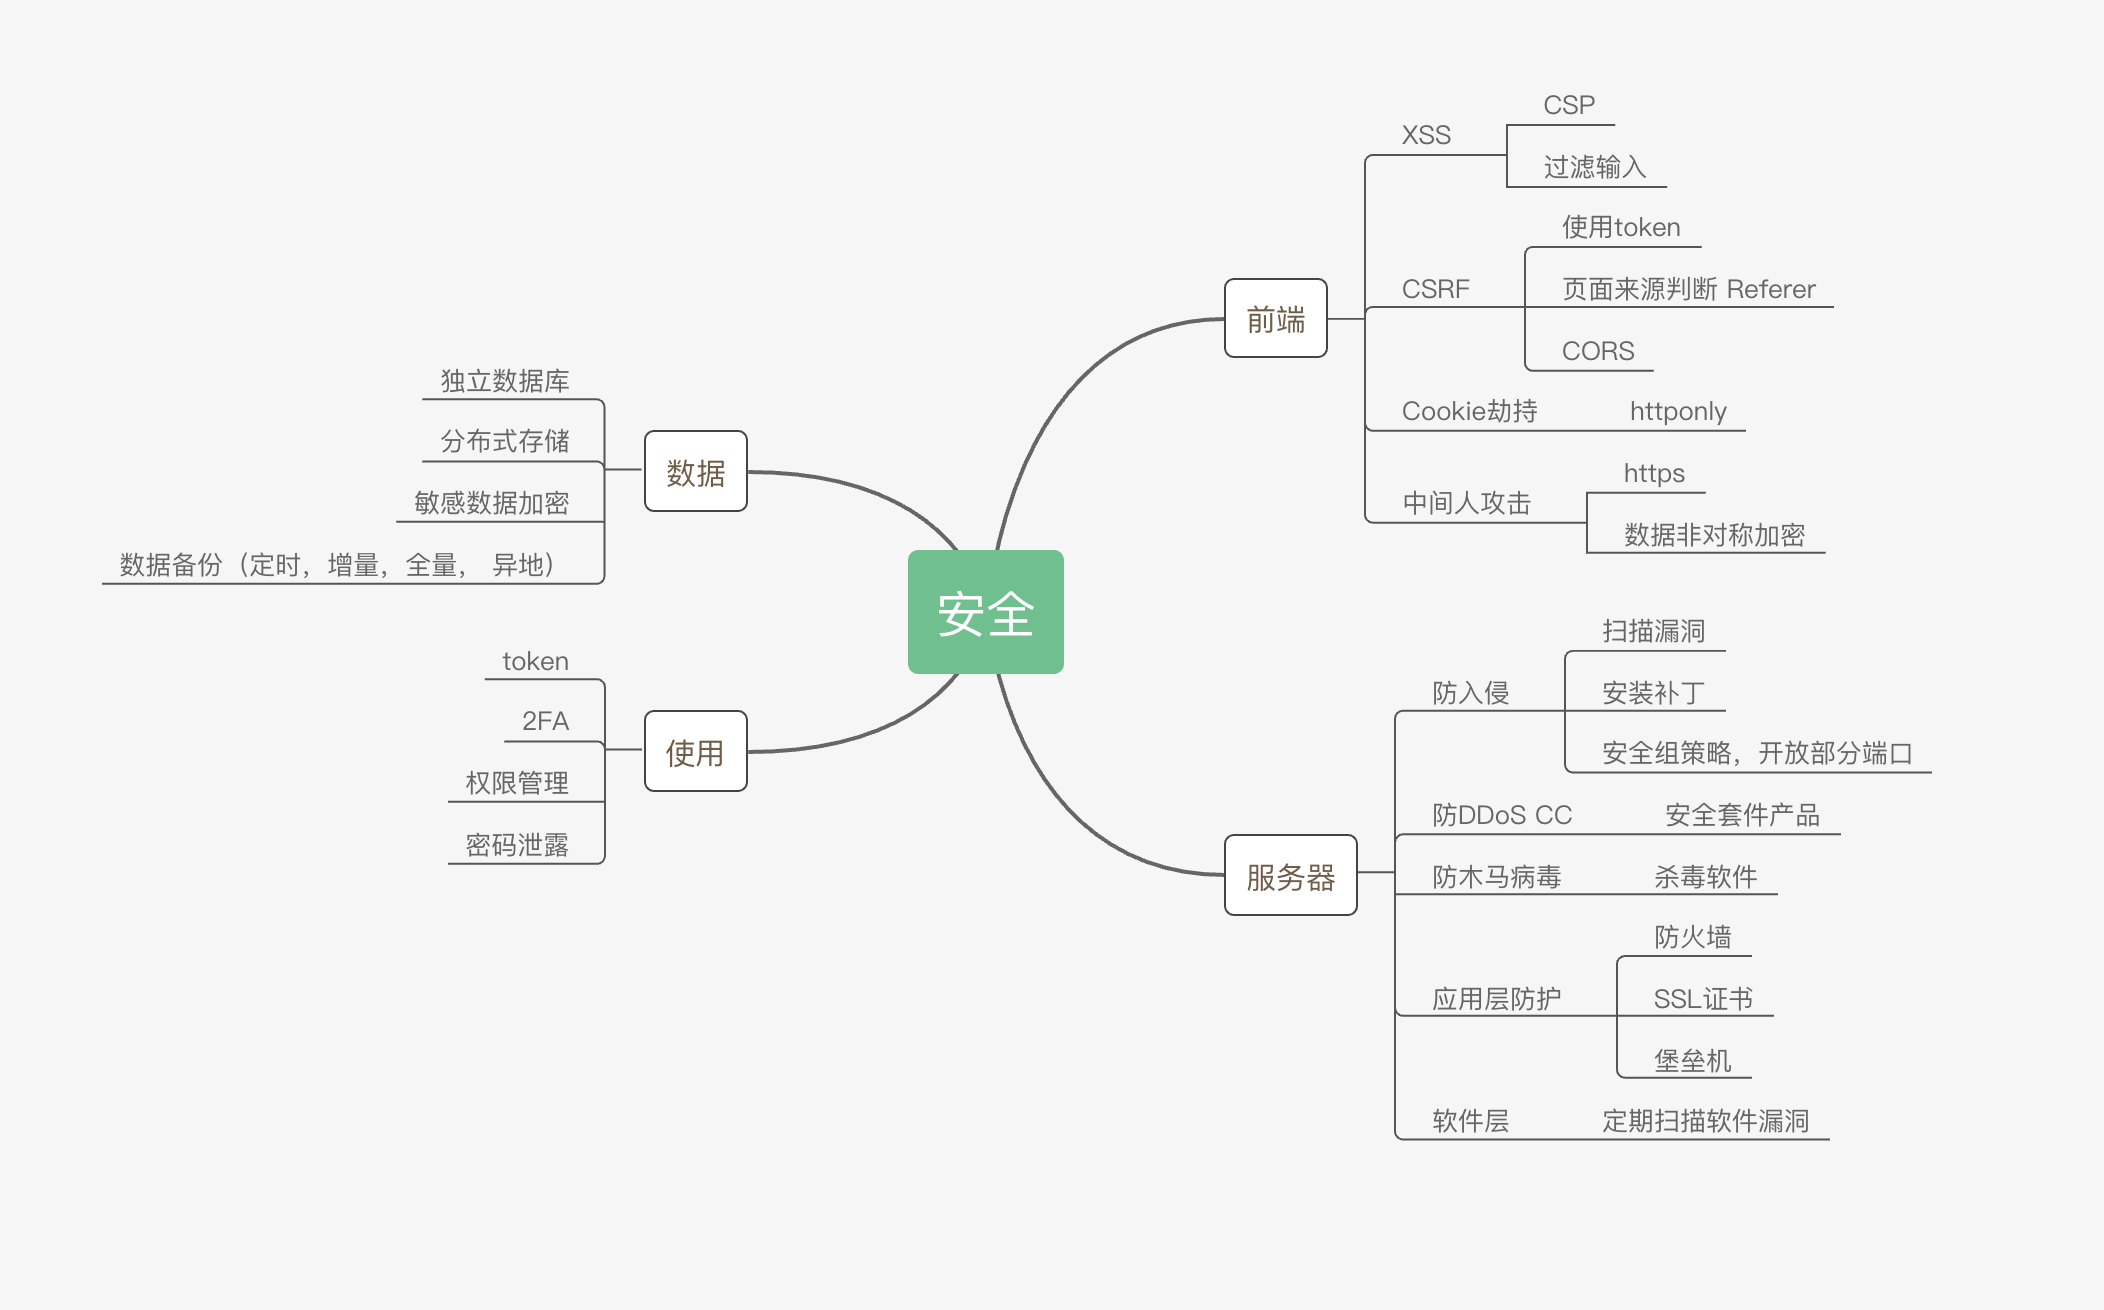 安全
前端
XSS
CSP
过滤输入
CSRF
使用token
页面来源判断 Referer
CORS
Cookie劫持
httponly
中间人攻击
https
数据非对称加密
服务器
防入侵
扫描漏洞
安装补丁
安全组策略，开放部分端口
防DDoS CC
安全套件产品
防木马病毒
杀毒软件
应用层防护
防火墙
SSL证书
堡垒机
软件层
定期扫描软件漏洞
数据
独立数据库
分布式存储
敏感数据加密
数据备份（定时，增量，全量， 异地）
使用
token
2FA
权限管理
密码泄露